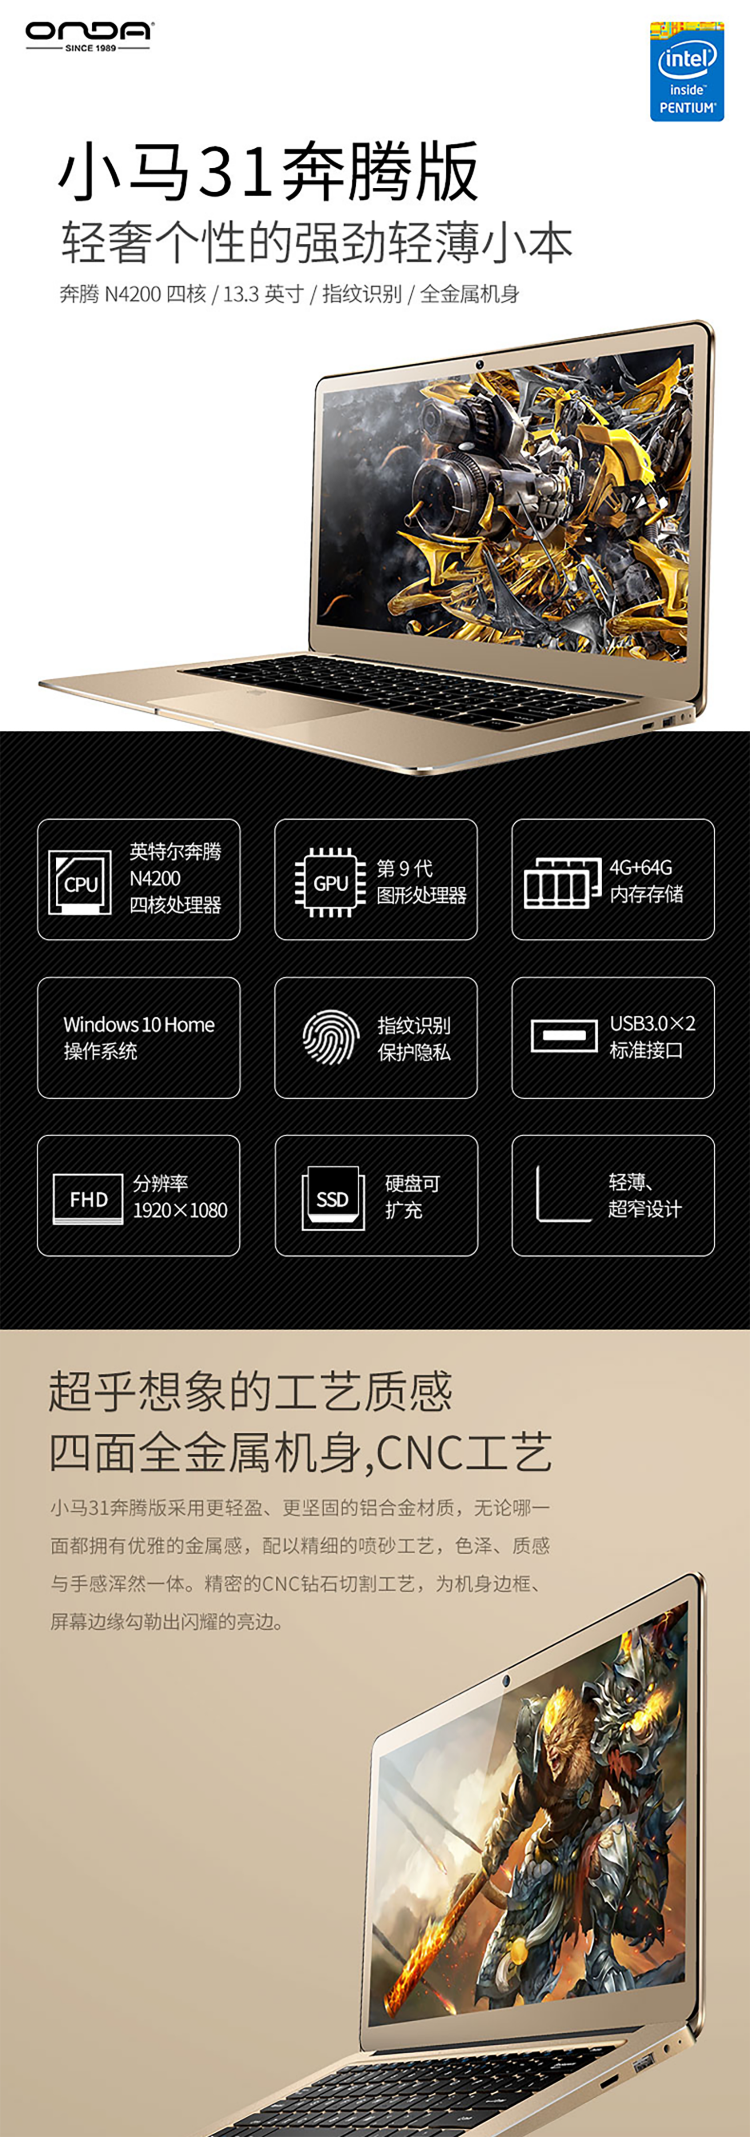 ONDA
SINCE 1989
intel
inside™
PENTIUM®
小马31奔腾版
轻奢个性的强劲轻薄小本
奔腾 N4200 四核 / 13.3 英寸 / 指纹识别 / 全金属机身
CPU
英特尔奔腾
N4200
四核处理器
GPU
第 9 代
图形处理器
4G+64G
内存存储
Windows 10 Home
操作系统
指纹识别
保护隐私
USB3.0×2
标准接口
FHD
分辨率
1920×1080
SSD
硬盘可
扩充
轻薄、
超窄设计
超乎想象的工艺质感
四面全金属机身,CNC工艺
小马31奔腾版采用更轻盈、更坚固的铝合金材质，无论哪一
面都拥有优雅的金属感，配以精细的喷砂工艺，色泽、质感
与手感浑然一体。精密的CNC钻石切割工艺，为机身边框、
屏幕边缘勾勒出闪耀的亮边。